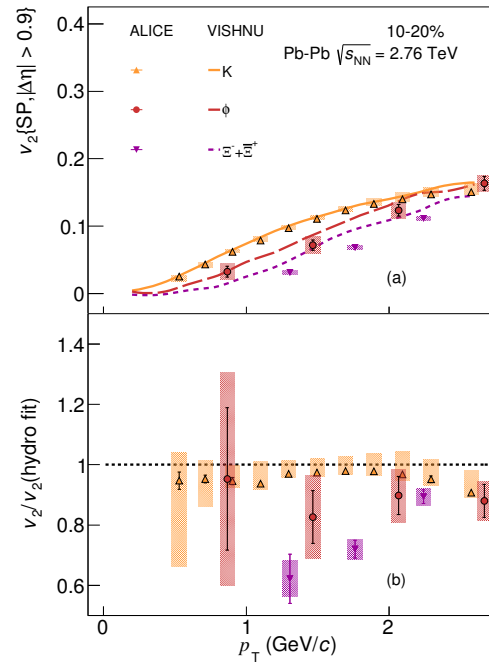 ALICE VISHNU 10-20%
Pb-Pb √sNN = 2.76 TeV
K
ϕ
Ξ⁻+Ξ̄⁺
v2{SP,|Δη| > 0.9}
0.4
0.3
0.2
0.1
0
(a)
v2/v2(hydro fit)
1.4
1.2
1
0.8
0.6
(b)
0 1 2
pT (GeV/c)